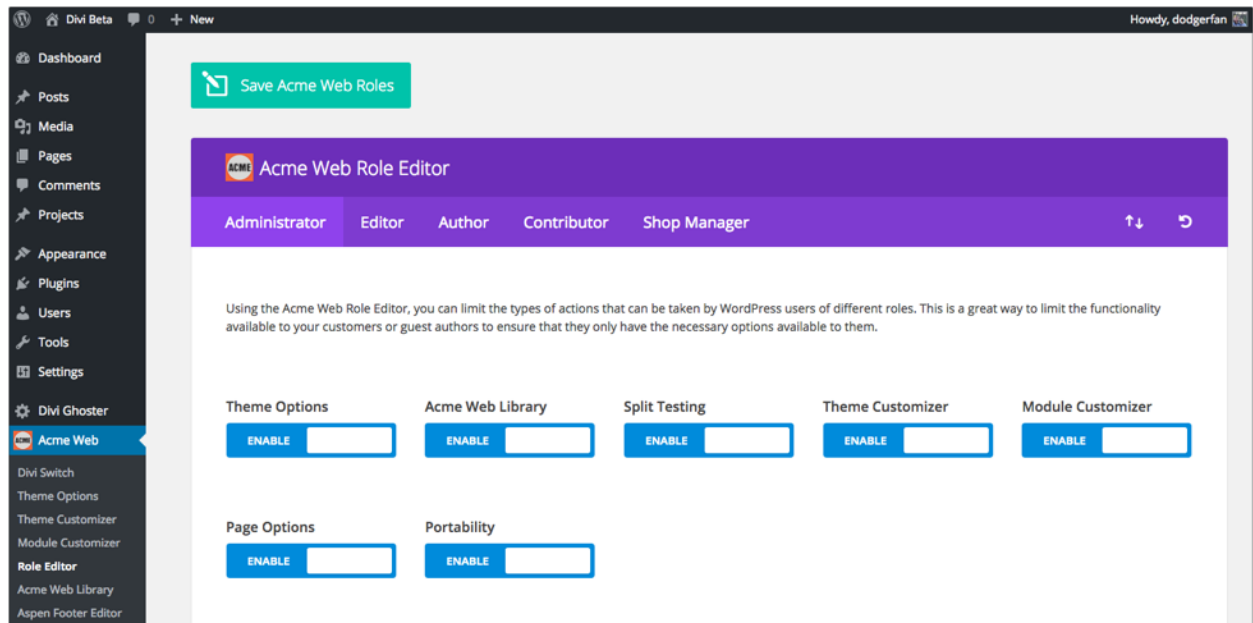 Divi Beta 0 + New Howdy, dodgerfan
Dashboard
Posts
Media
Pages
Comments
Projects
Appearance
Plugins
Users
Tools
Settings
Divi Ghoster
ACME Acme Web
Divi Switch
Theme Options
Theme Customizer
Module Customizer
Role Editor
Acme Web Library
Aspen Footer Editor
Save Acme Web Roles
ACME Acme Web Role Editor
Administrator Editor Author Contributor Shop Manager
Using the Acme Web Role Editor, you can limit the types of actions that can be taken by WordPress users of different roles. This is a great way to limit the functionality
available to your customers or guest authors to ensure that they only have the necessary options available to them.
Theme Options Acme Web Library Split Testing Theme Customizer Module Customizer
ENABLE ENABLE ENABLE ENABLE ENABLE
Page Options Portability
ENABLE ENABLE